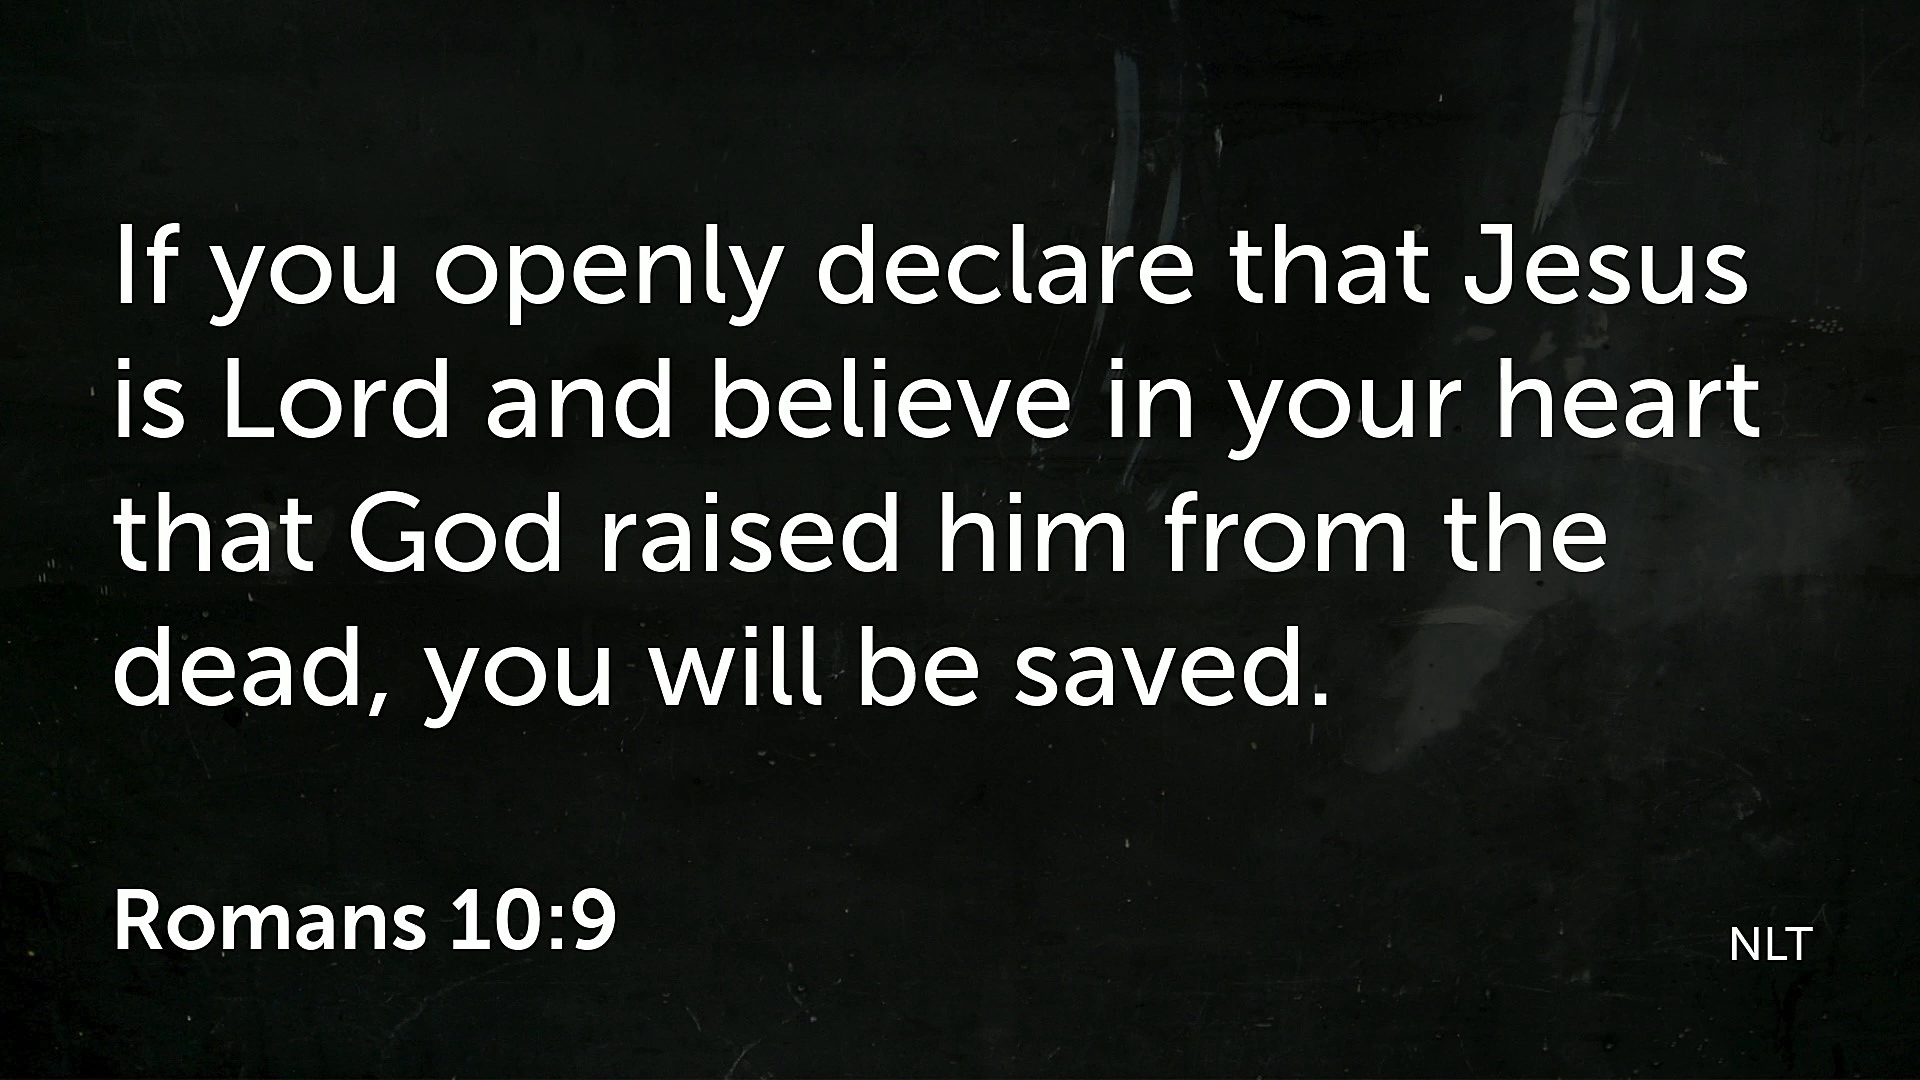 If you openly declare that Jesus
is Lord and believe in your heart
that God raised him from the
dead, you will be saved.
Romans 10:9
NLT